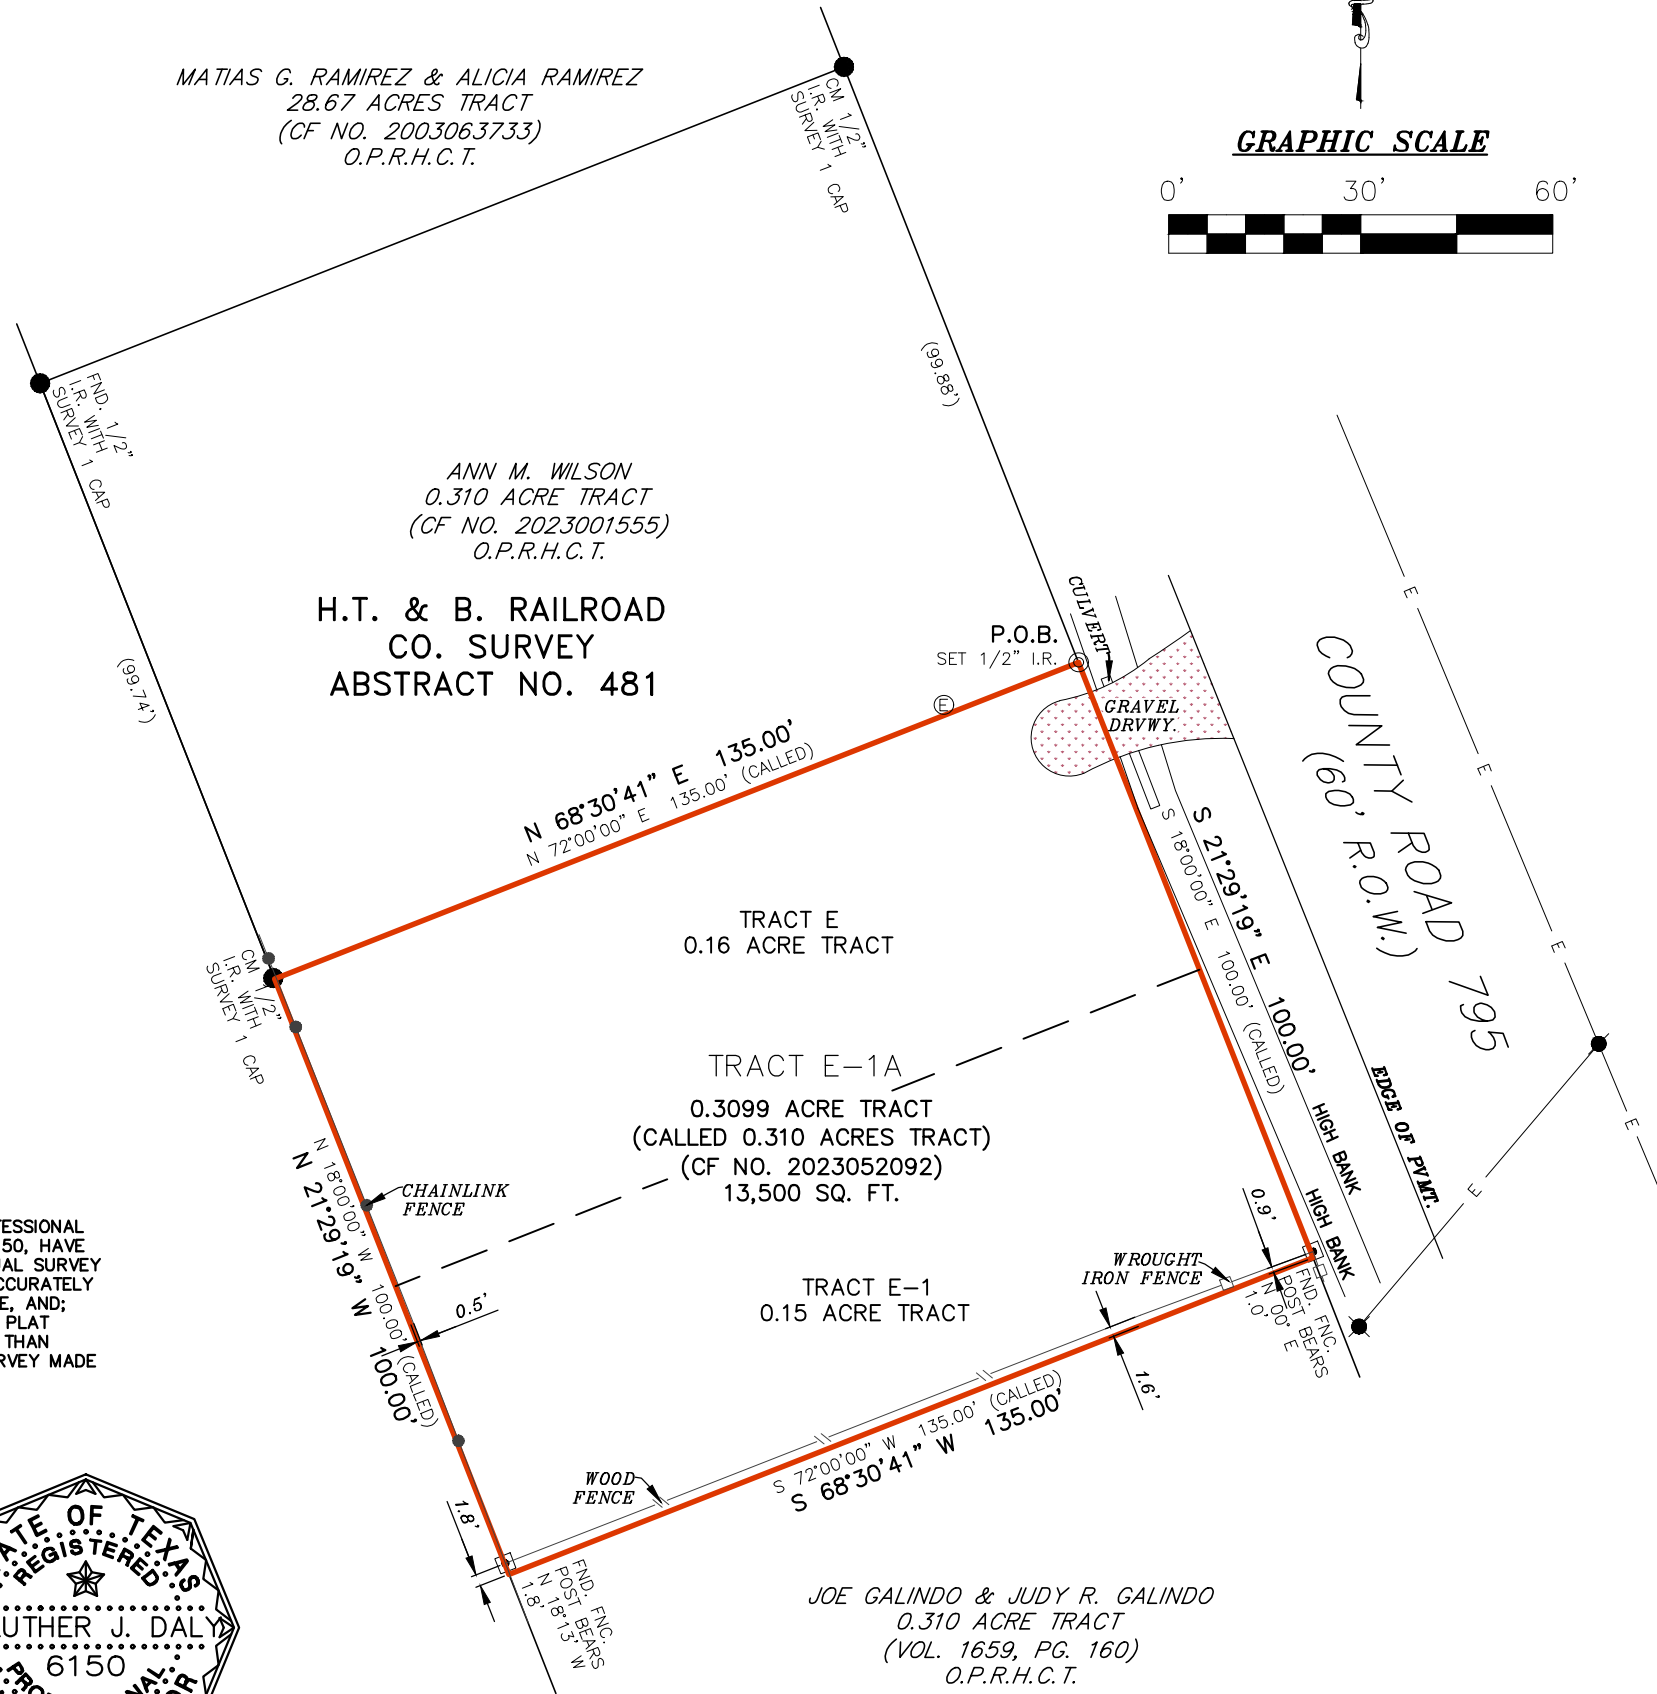 MATIAS G. RAMIREZ & ALICIA RAMIREZ
28.67 ACRES TRACT
(CF NO. 2003063733)
O.P.R.H.C.T.
CM 1/2"
I.R. WITH
SURVEY 1 CAP
GRAPHIC SCALE
0' 30' 60'
FND. 1/2"
I.R. WITH
SURVEY 1 CAP
(99.88')
ANN M. WILSON
0.310 ACRE TRACT
(CF NO. 2023001555)
O.P.R.H.C.T.
H.T. & B. RAILROAD
CO. SURVEY
ABSTRACT NO. 481
(99.74')
P.O.B.
SET 1/2" I.R.
CULVERT
GRAVEL
DRVWY.
E
E
E
E
E
E
COUNTY ROAD 795
(60' R.O.W.)
N 68°30'41" E 135.00'
N 72°00'00" E 135.00' (CALLED)
S 21°29'19" E 100.00'
S 18°00'00" E 100.00' (CALLED)
TRACT E
0.16 ACRE TRACT
CM 1/2"
I.R. WITH
SURVEY 1 CAP
TRACT E-1A
0.3099 ACRE TRACT
(CALLED 0.310 ACRES TRACT)
(CF NO. 2023052092)
13,500 SQ. FT.
EDGE OF PVMT.
HIGH BANK
HIGH BANK
N 18°00'00" W 100.00' (CALLED)
N 21°29'19" W 100.00'
CHAINLINK
FENCE
0.5'
TRACT E-1
0.15 ACRE TRACT
WROUGHT
IRON FENCE
0.9'
FND. FNC.
POST BEARS
N 00° E
1.0'
1.6'
E
S 72°00'00" W 135.00' (CALLED)
S 68°30'41" W 135.00'
WOOD
FENCE
1.8'
FND. FNC.
POST BEARS
N 18°13' W
1.8'
JOE GALINDO & JUDY R. GALINDO
0.310 ACRE TRACT
(VOL. 1659, PG. 160)
O.P.R.H.C.T.
50, HAVE
SURVEY
AND;
PLAT
THAN
MADE
OF TEXAS
REGISTERED
J. DALY
6150